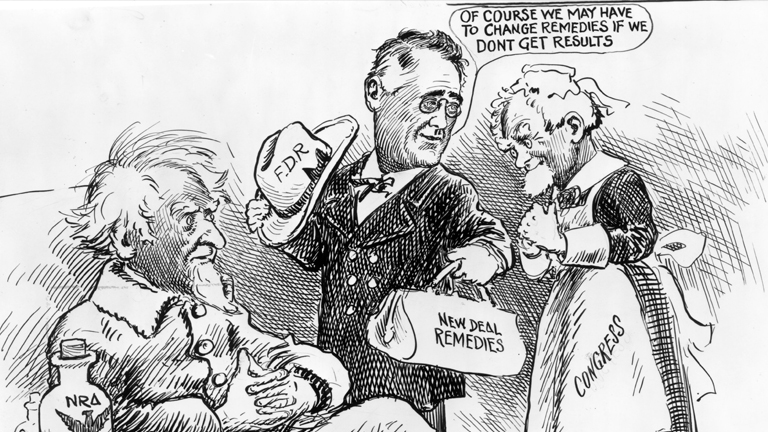 OF COURSE WE MAY HAVE
TO CHANGE REMEDIES IF WE
DONT GET RESULTS
F.D.R
NEW DEAL
REMEDIES
CONGRESS
NRA